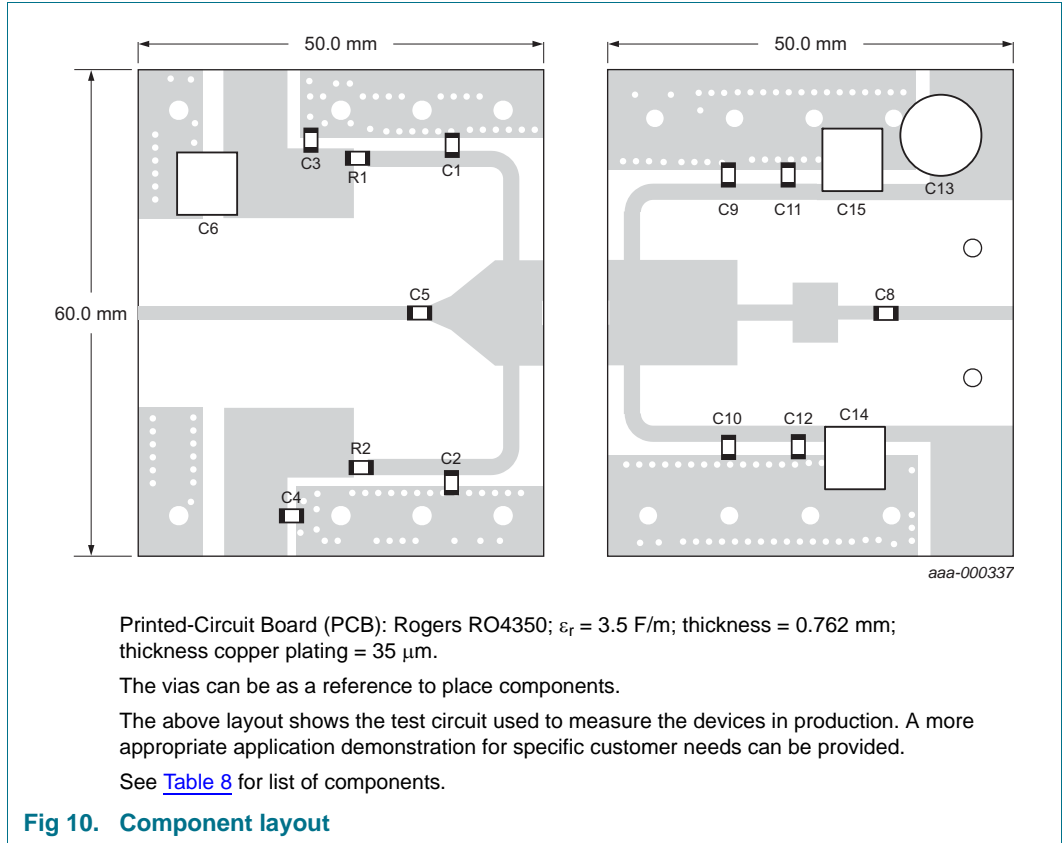 50.0 mm
50.0 mm
C3
R1
C1
C6
C9
C11
C15
C13
60.0 mm
C5
C8
R2
C2
C4
C10
C12
C14
aaa-000337
Printed-Circuit Board (PCB): Rogers RO4350; εr = 3.5 F/m; thickness = 0.762 mm;
thickness copper plating = 35 μm.
The vias can be as a reference to place components.
The above layout shows the test circuit used to measure the devices in production. A more
appropriate application demonstration for specific customer needs can be provided.
See Table 8 for list of components.
Fig 10. Component layout